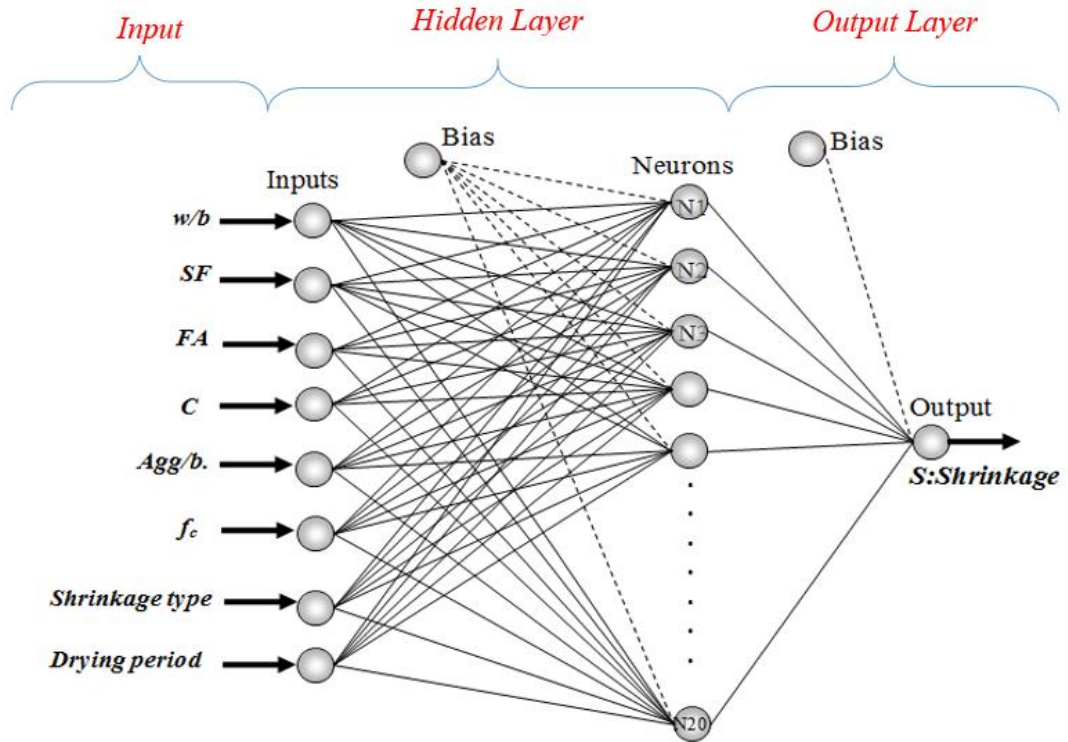 Input
Hidden Layer
Output Layer
Bias
Bias
Inputs
Neurons
w/b
SF
FA
C
Agg/b.
fc
Shrinkage type
Drying period
N1
N2
N3
N20
Output
S:Shrinkage